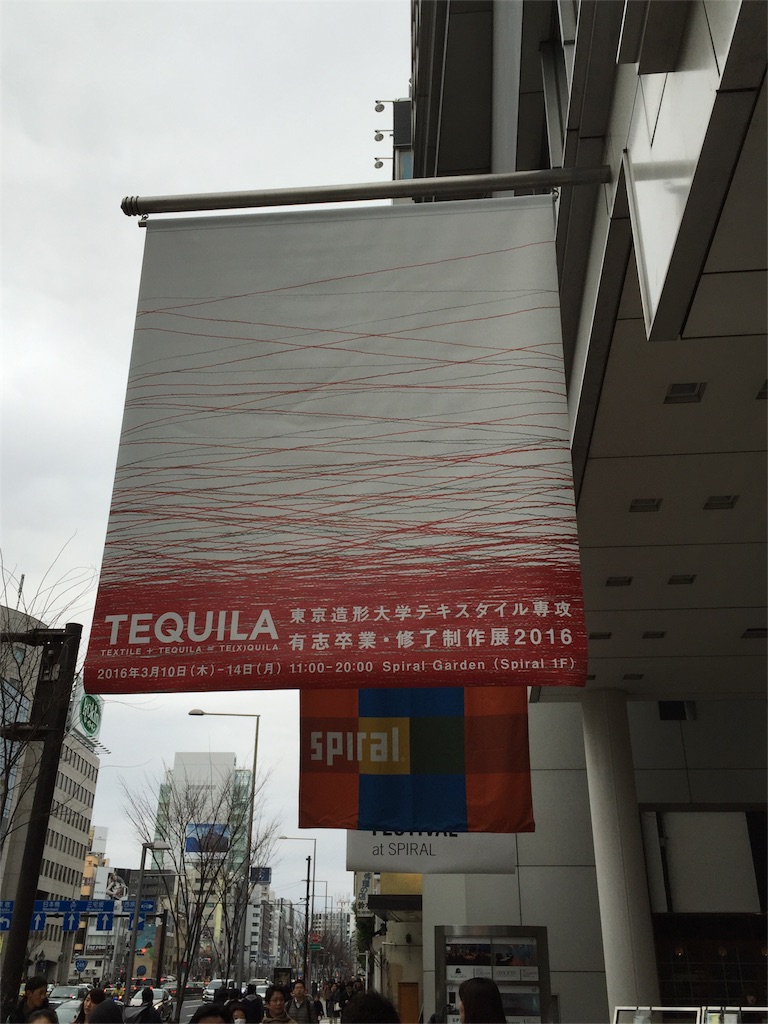 TEQUILA
TEXTILE + TEQUILA = TE(X)QUILA
東京造形大学テキスタイル専攻
有志卒業・修了制作展2016
2016年3月10日(木)-14日(月) 11:00-20:00 Spiral Garden (Spiral 1F)
spiral
FESTIVAL
at SPIRAL